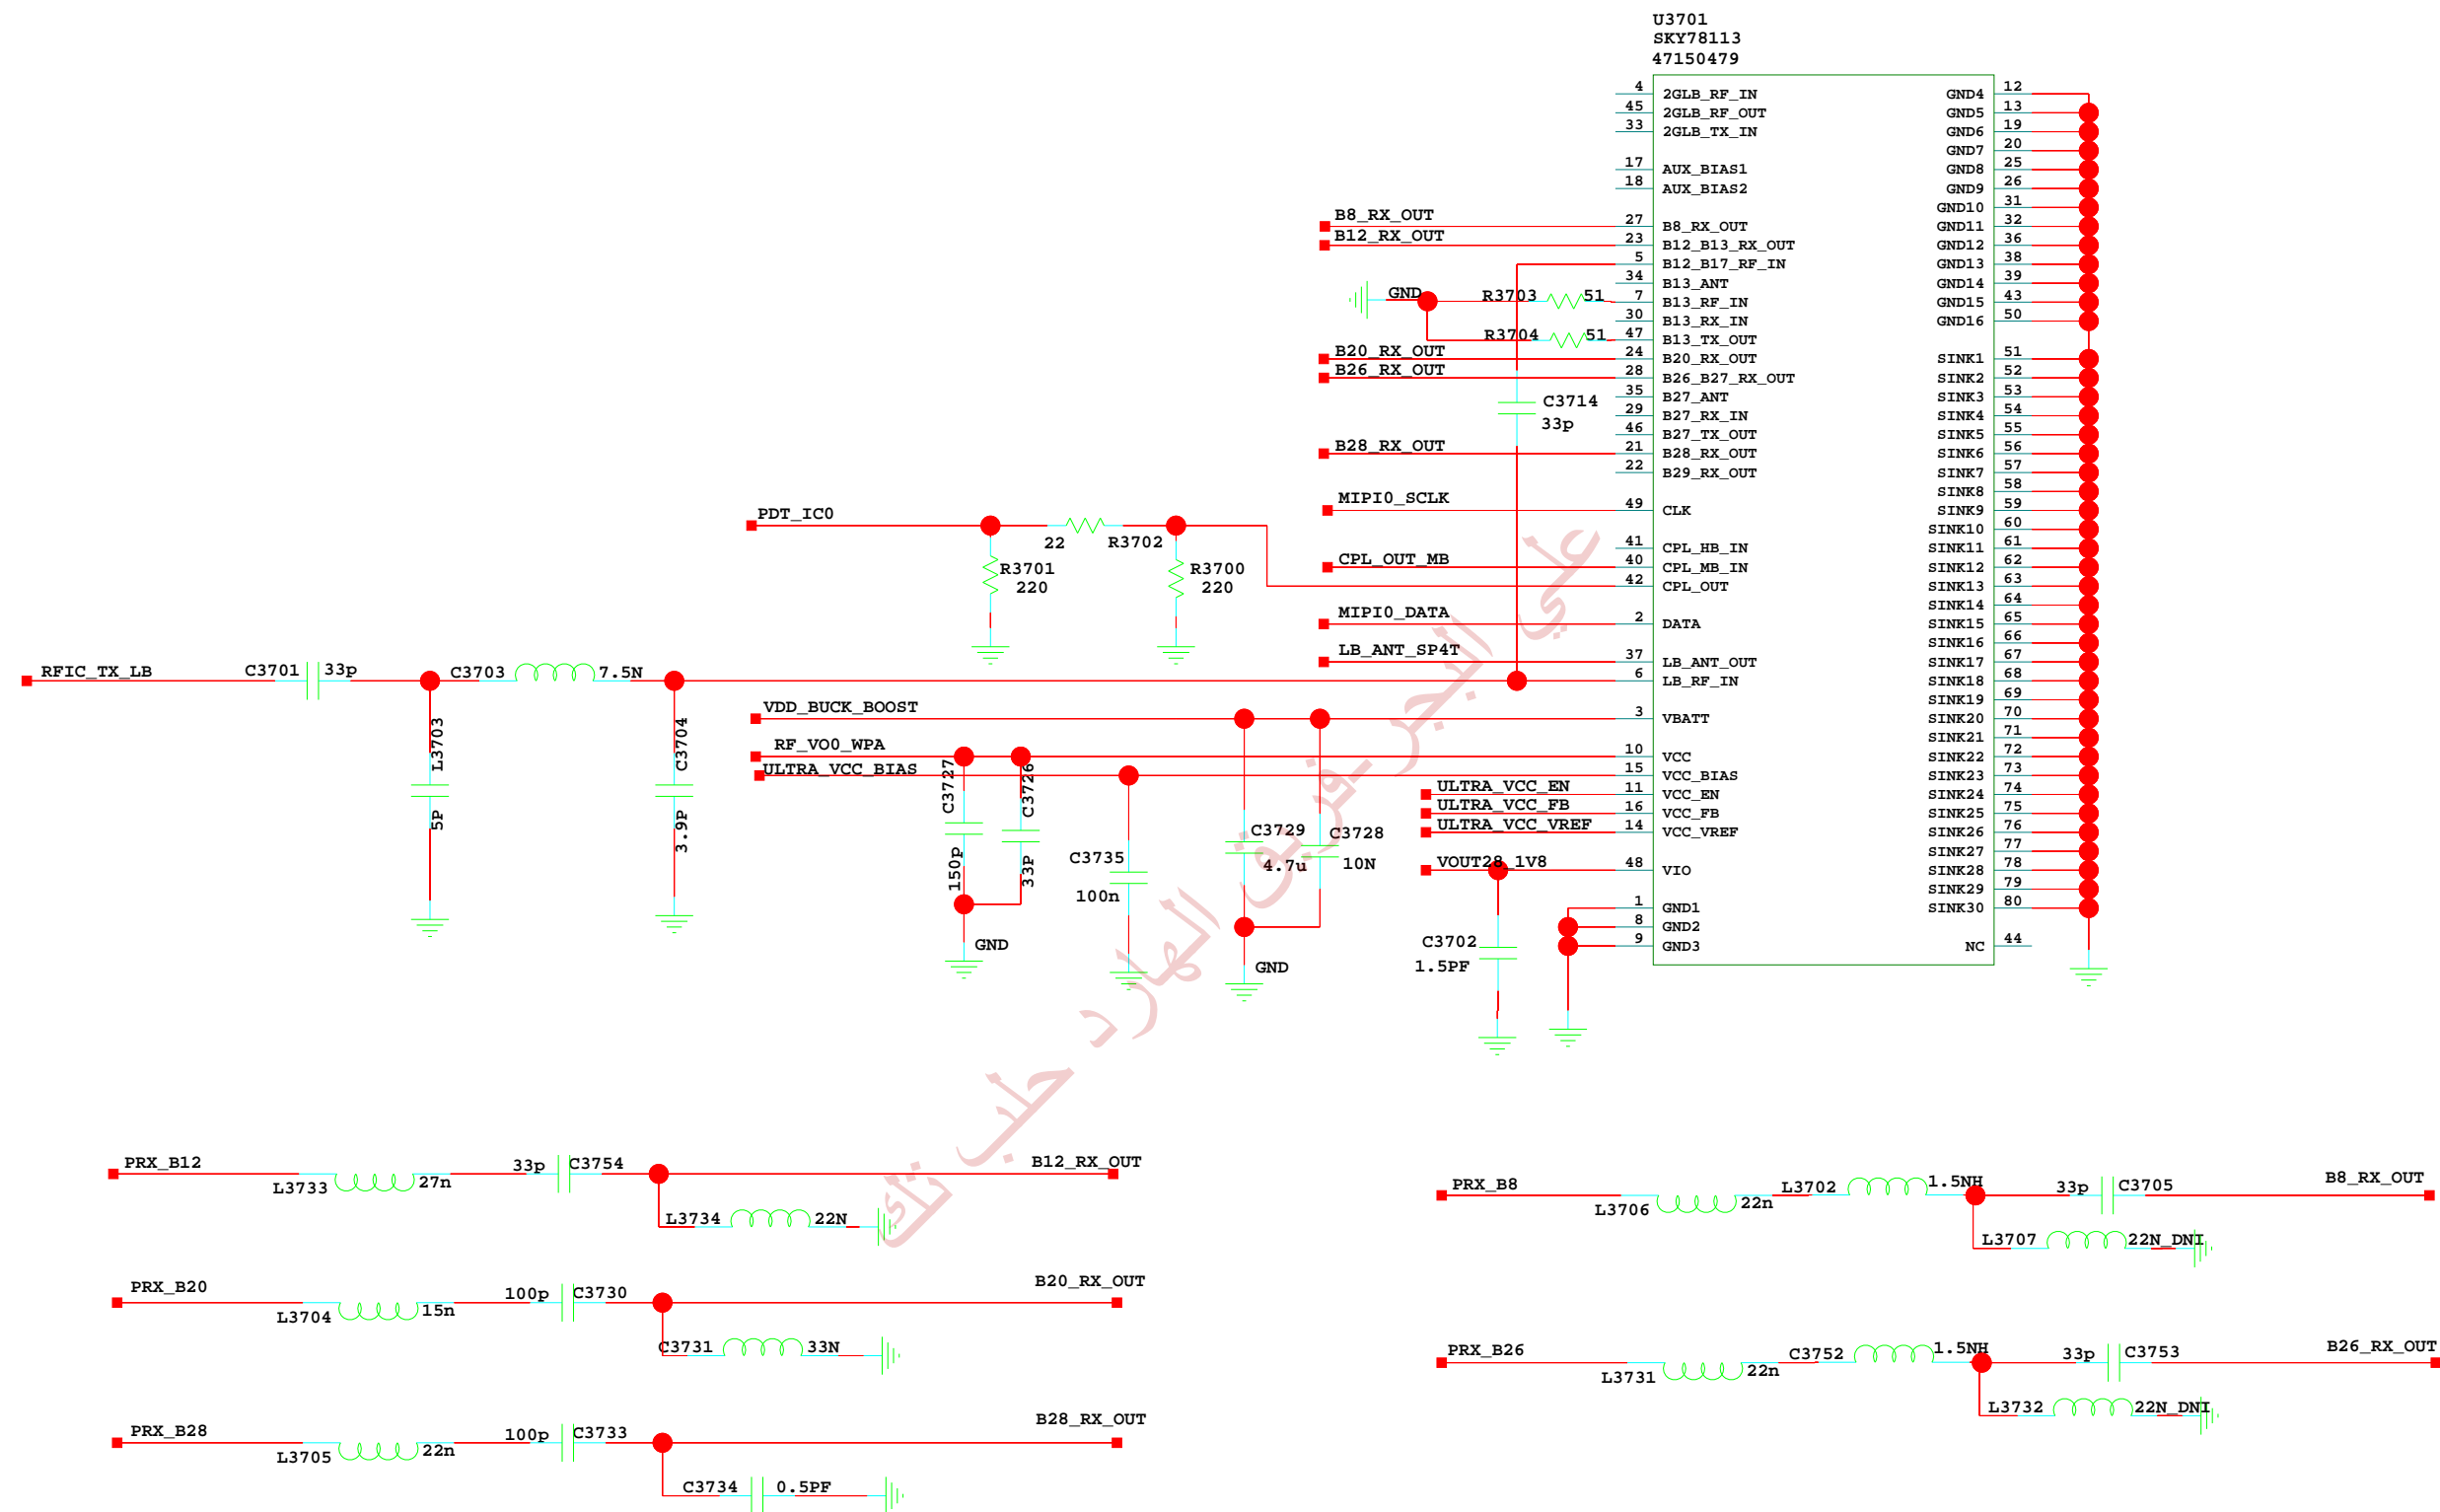 U3701
SKY78113
47150479
4 2GLB_RF_IN GND4 12
45 2GLB_RF_OUT GND5 13
33 2GLB_TX_IN GND6 19
GND7 20
17 AUX_BIAS1 GND8 25
18 AUX_BIAS2 GND9 26
GND10 31
B8_RX_OUT 27 B8_RX_OUT GND11 32
B12_RX_OUT 23 B12_B13_RX_OUT GND12 36
5 B12_B17_RF_IN GND13 38
34 B13_ANT GND14 39
GND R3703 51 7 B13_RF_IN GND15 43
30 B13_RX_IN GND16 50
R3704 51 47 B13_TX_OUT
B20_RX_OUT 24 B20_RX_OUT SINK1 51
B26_RX_OUT 28 B26_B27_RX_OUT SINK2 52
35 B27_ANT SINK3 53
C3714
29 B27_RX_IN SINK4 54
33p
46 B27_TX_OUT SINK5 55
B28_RX_OUT 21 B28_RX_OUT SINK6 56
22 B29_RX_OUT SINK7 57
SINK8 58
MIPI0_SCLK 49 CLK SINK9 59
PDT_IC0
SINK10 60
22 R3702
41 CPL_HB_IN SINK11 61
CPL_OUT_MB 40 CPL_MB_IN SINK12 62
R3701 R3700
220 220
42 CPL_OUT SINK13 63
SINK14 64
MIPI0_DATA 2 DATA SINK15 65
SINK16 66
LB_ANT_SP4T 37 LB_ANT_OUT SINK17 67
RFIC_TX_LB C3701 33p C3703 7.5N 6 LB_RF_IN SINK18 68
SINK19 69
VDD_BUCK_BOOST 3 VBATT SINK20 70
L3703 C3704
SINK21 71
RF_VO0_WPA 10 VCC SINK22 72
ULTRA_VCC_BIAS 15 VCC_BIAS SINK23 73
C3727 C3726
ULTRA_VCC_EN 11 VCC_EN SINK24 74
ULTRA_VCC_FB 16 VCC_FB SINK25 75
5P 3.9P
ULTRA_VCC_VREF 14 VCC_VREF SINK26 76
C3729 C3728
C3735
150p 33P
SINK27 77
4.7u 10N
VOUT28_1V8 48 VIO SINK28 78
100n
SINK29 79
1 GND1 SINK30 80
8 GND2
GND
C3702
9 GND3 NC 44
GND
1.5PF
علي البحر_فريق الهارد حلب تك
PRX_B12 L3733 27n 33p C3754 B12_RX_OUT
L3734 22N
PRX_B8 L3706 22n L3702 1.5NH 33p C3705 B8_RX_OUT
L3707 22N_DNI
PRX_B20 L3704 15n 100p C3730 B20_RX_OUT
C3731 33N
PRX_B26 L3731 22n C3752 1.5NH 33p C3753 B26_RX_OUT
L3732 22N_DNI
PRX_B28 L3705 22n 100p C3733 B28_RX_OUT
C3734 0.5PF